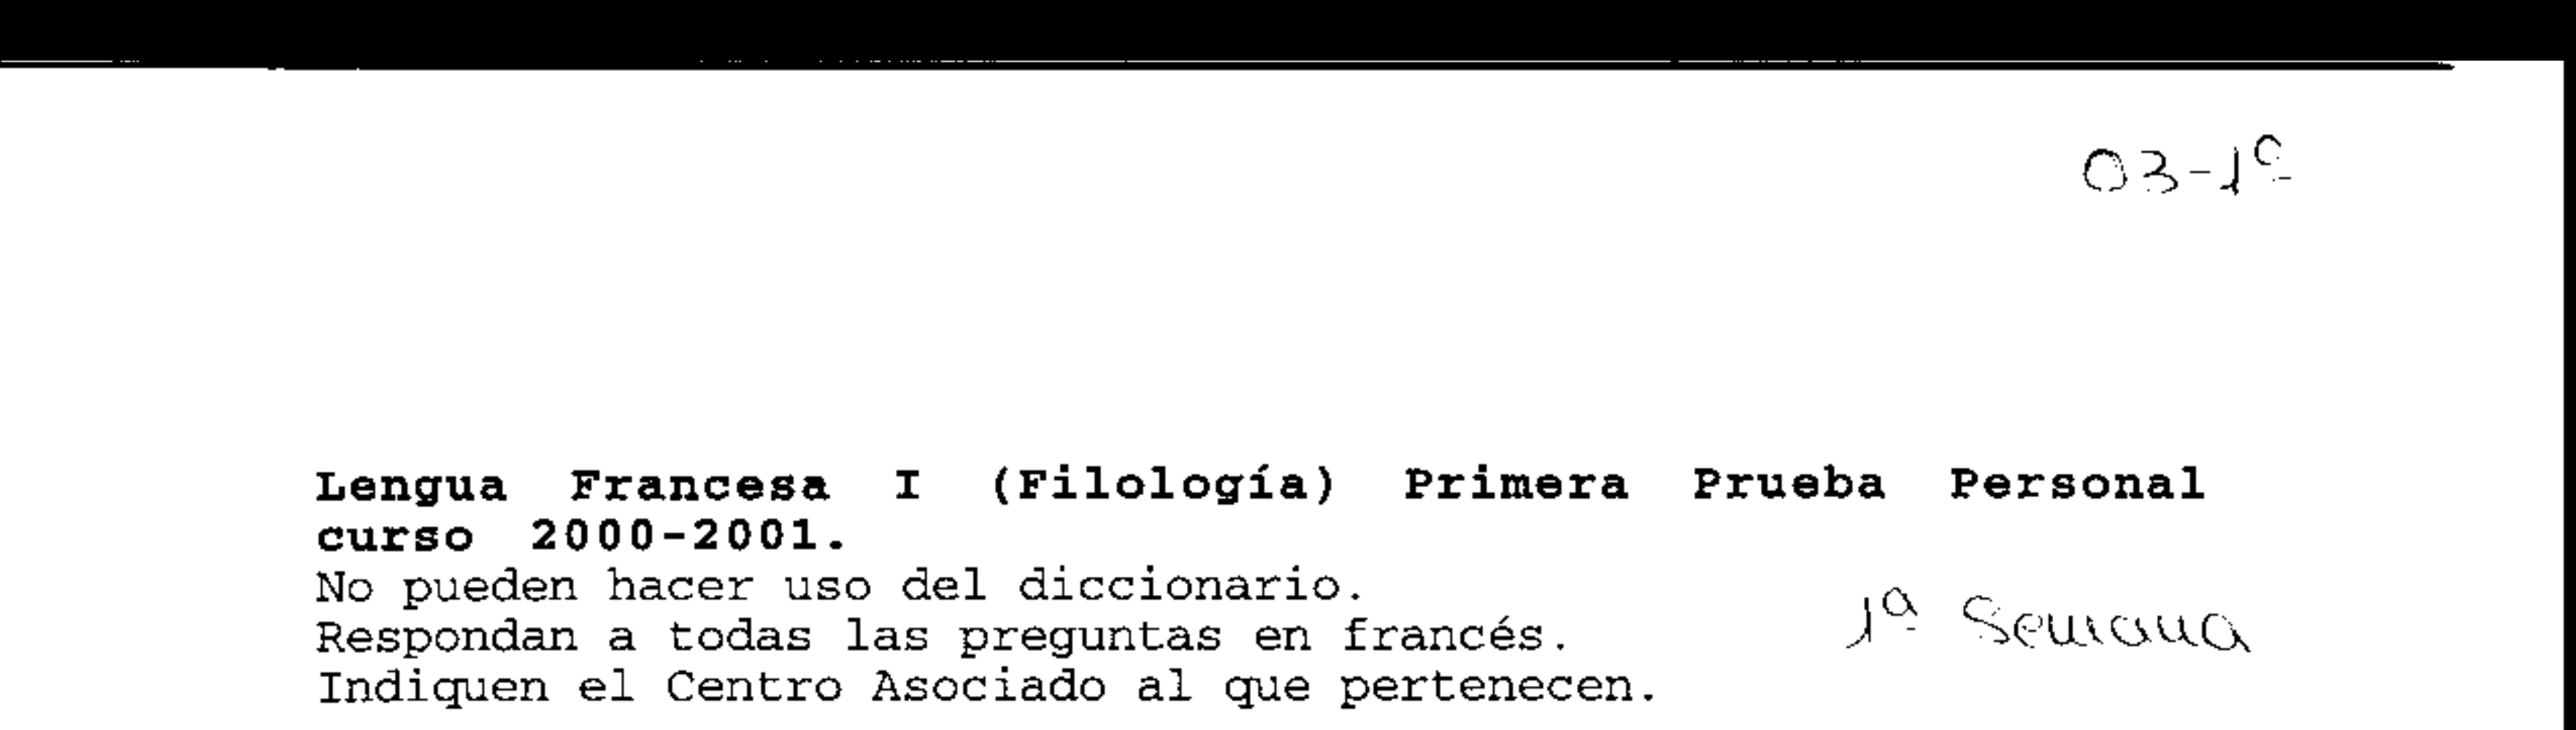 03-1º
Lengua Francesa I (Filología) Primera Prueba Personal
curso 2000-2001.
No pueden hacer uso del diccionario.
Respondan a todas las preguntas en francés.
1ª Semana
Indiquen el Centro Asociado al que pertenecen.